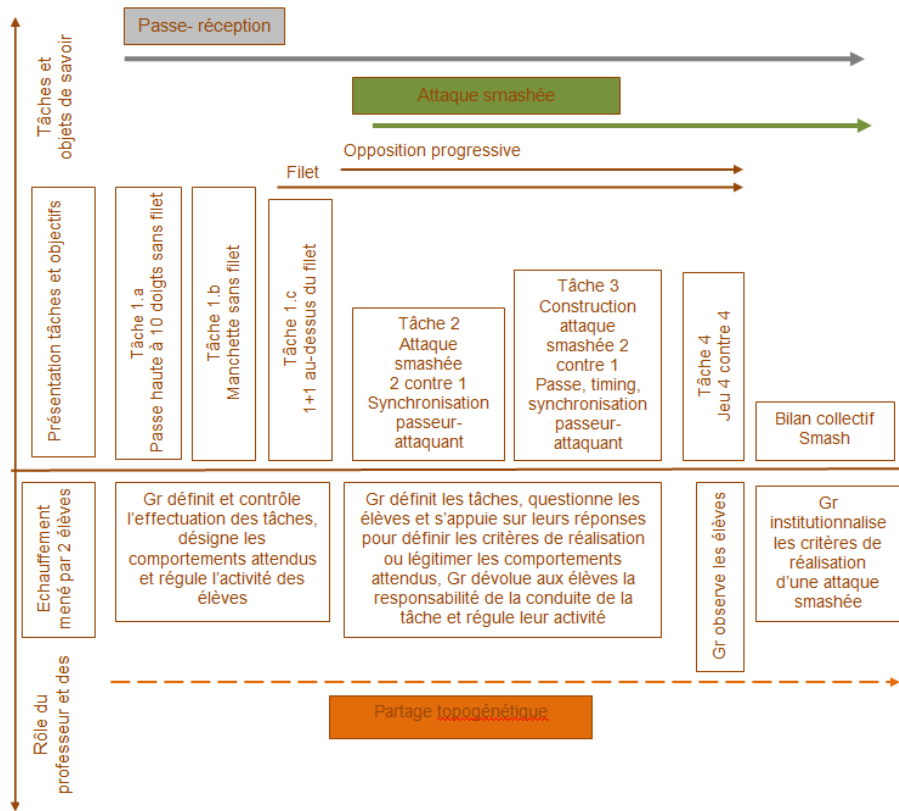 Passe- réception
Tâches et
objets de savoir
Attaque smashée
Opposition progressive
Filet
Présentation tâches et objectifs
Tâche 1.a
Passe haute à 10 doigts sans filet
Tâche 1.b
Manchette sans filet
Tâche 1.c
1+1 au-dessus du filet
Tâche 2
Attaque
smashée
2 contre 1
Synchronisation
passeur-
attaquant
Tâche 3
Construction
attaque
smashée 2
contre 1
Passe, timing,
synchronisation
passeur-
attaquant
Tâche 4
Jeu 4 contre 4
Bilan collectif
Smash
Echauffement
mené par 2 élèves
Gr définit et contrôle
l'effectuation des tâches,
désigne les
comportements attendus
et régule l'activité des
élèves
Gr définit les tâches, questionne les
élèves et s'appuie sur leurs réponses
pour définir les critères de réalisation
ou légitimer les comportements
attendus, Gr dévolue aux élèves la
responsabilité de la conduite de la
tâche et régule leur activité
Gr observe les élèves
Gr
institutionnalise
les critères de
réalisation
d'une attaque
smashée
Rôle du
professeur et des
Partage topogénétique